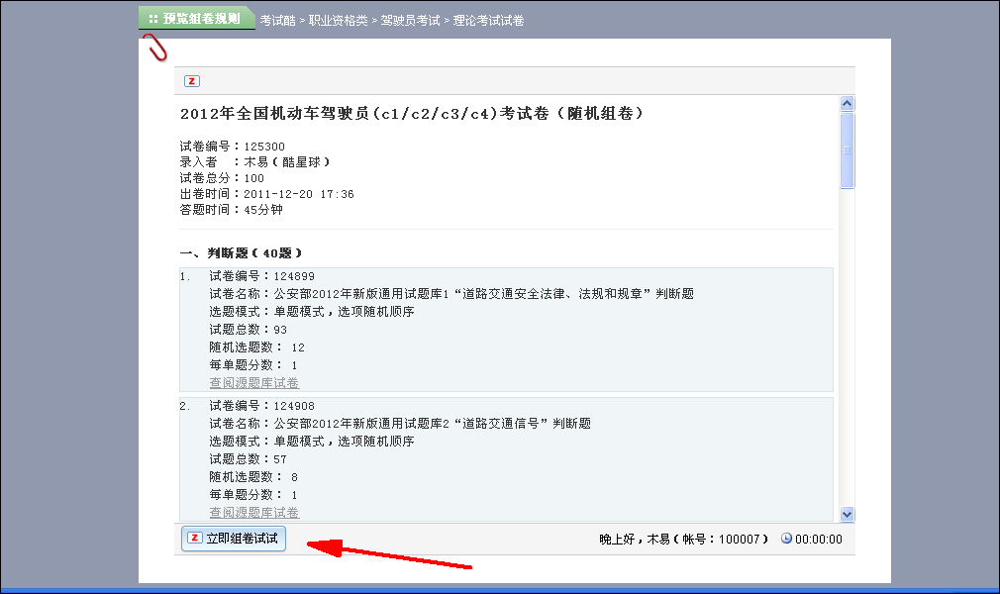 :: 预览组卷规则 考试酷 > 职业资格类 > 驾驶员考试 > 理论考试试卷
Z
2012年全国机动车驾驶员(c1/c2/c3/c4)考试卷（随机组卷）
试卷编号：125300
录入者 ：木易（酷星球）
试卷总分：100
出卷时间：2011-12-20 17:36
答题时间：45分钟
一、判断题（40题）
1. 试卷编号：124899
试卷名称：公安部2012年新版通用试题库1“道路交通安全法律、法规和规章”判断题
选题模式：单题模式，选项随机顺序
试题总数：93
随机选题数： 12
每单题分数： 1
查阅源题库试卷
2. 试卷编号：124908
试卷名称：公安部2012年新版通用试题库2“道路交通信号”判断题
选题模式：单题模式，选项随机顺序
试题总数：57
随机选题数： 8
每单题分数： 1
查阅源题库试卷
Z 立即组卷试试 晚上好，木易（帐号：100007） 00:00:00